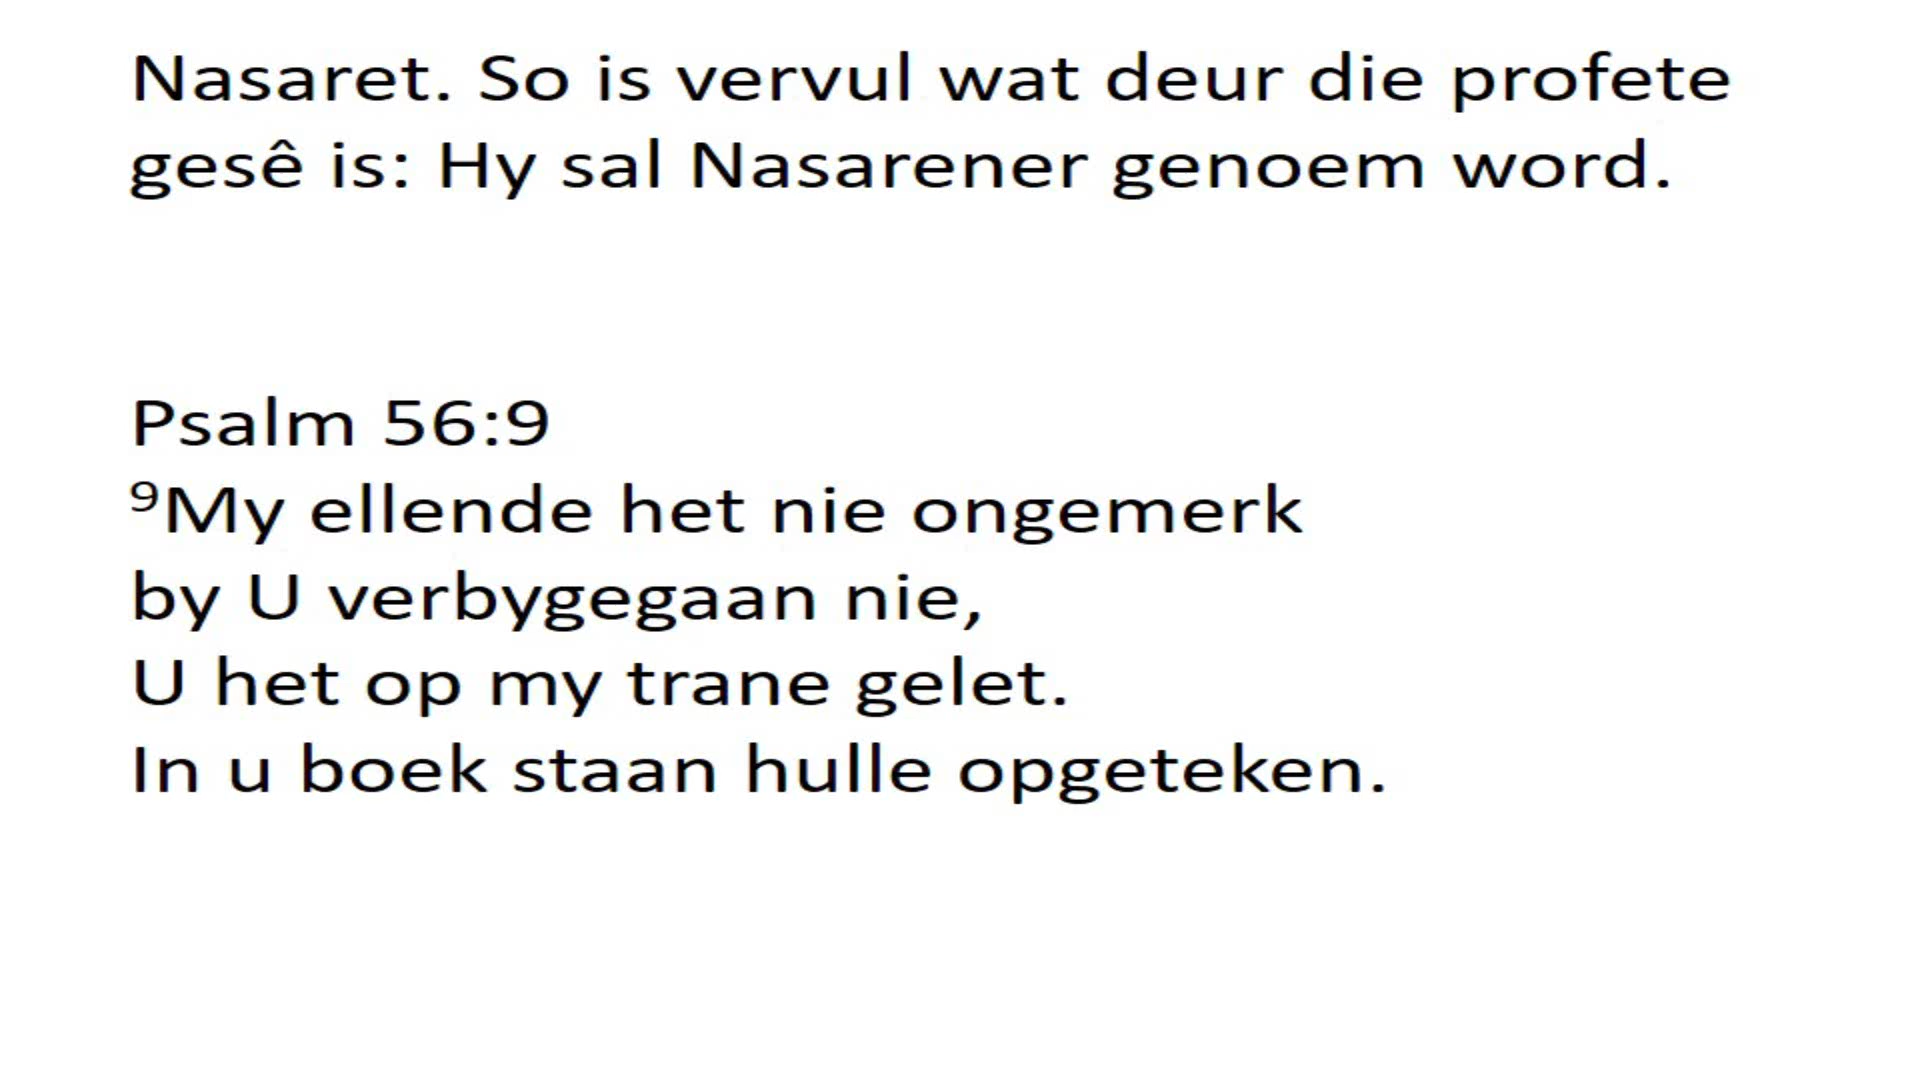 Nasaret. So is vervul wat deur die profete
gesê is: Hy sal Nasarener genoem word.
Psalm 56:9
⁹My ellende het nie ongemerk
by U verbygegaan nie,
U het op my trane gelet.
In u boek staan hulle opgeteken.